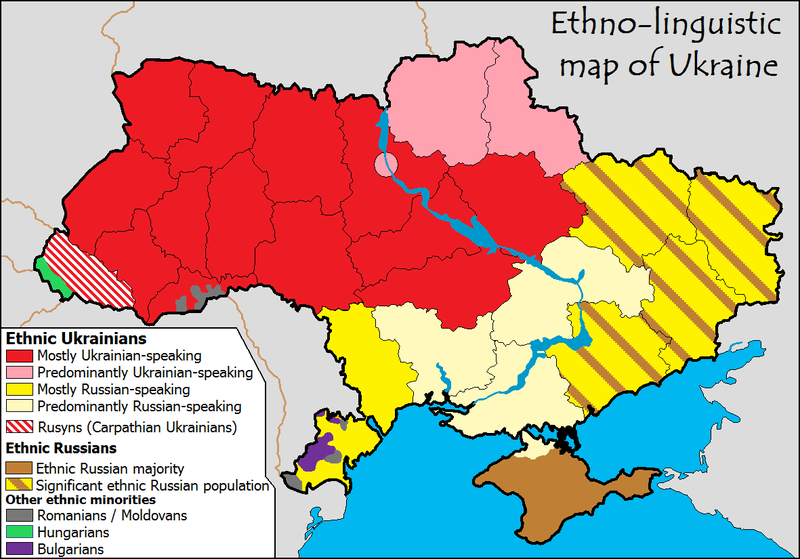 Ethno-linguistic
map of Ukraine
Ethnic Ukrainians
Mostly Ukrainian-speaking
Predominantly Ukrainian-speaking
Mostly Russian-speaking
Predominantly Russian-speaking
Rusyns (Carpathian Ukrainians)
Ethnic Russians
Ethnic Russian majority
Significant ethnic Russian population
Other ethnic minorities
Romanians / Moldovans
Hungarians
Bulgarians